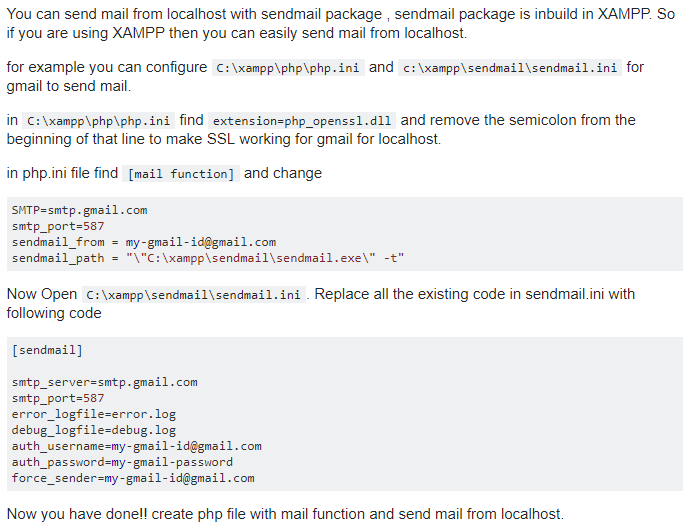 You can send mail from localhost with sendmail package , sendmail package is inbuild in XAMPP. So
if you are using XAMPP then you can easily send mail from localhost.
for example you can configure C:\xampp\php\php.ini and c:\xampp\sendmail\sendmail.ini for
gmail to send mail.
in C:\xampp\php\php.ini find extension=php_openssl.dll and remove the semicolon from the
beginning of that line to make SSL working for gmail for localhost.
in php.ini file find [mail function] and change
SMTP=smtp.gmail.com
smtp_port=587
sendmail_from = my-gmail-id@gmail.com
sendmail_path = "\"C:\xampp\sendmail\sendmail.exe\" -t"
Now Open C:\xampp\sendmail\sendmail.ini . Replace all the existing code in sendmail.ini with
following code
[sendmail]
smtp_server=smtp.gmail.com
smtp_port=587
error_logfile=error.log
debug_logfile=debug.log
auth_username=my-gmail-id@gmail.com
auth_password=my-gmail-password
force_sender=my-gmail-id@gmail.com
Now you have done!! create php file with mail function and send mail from localhost.